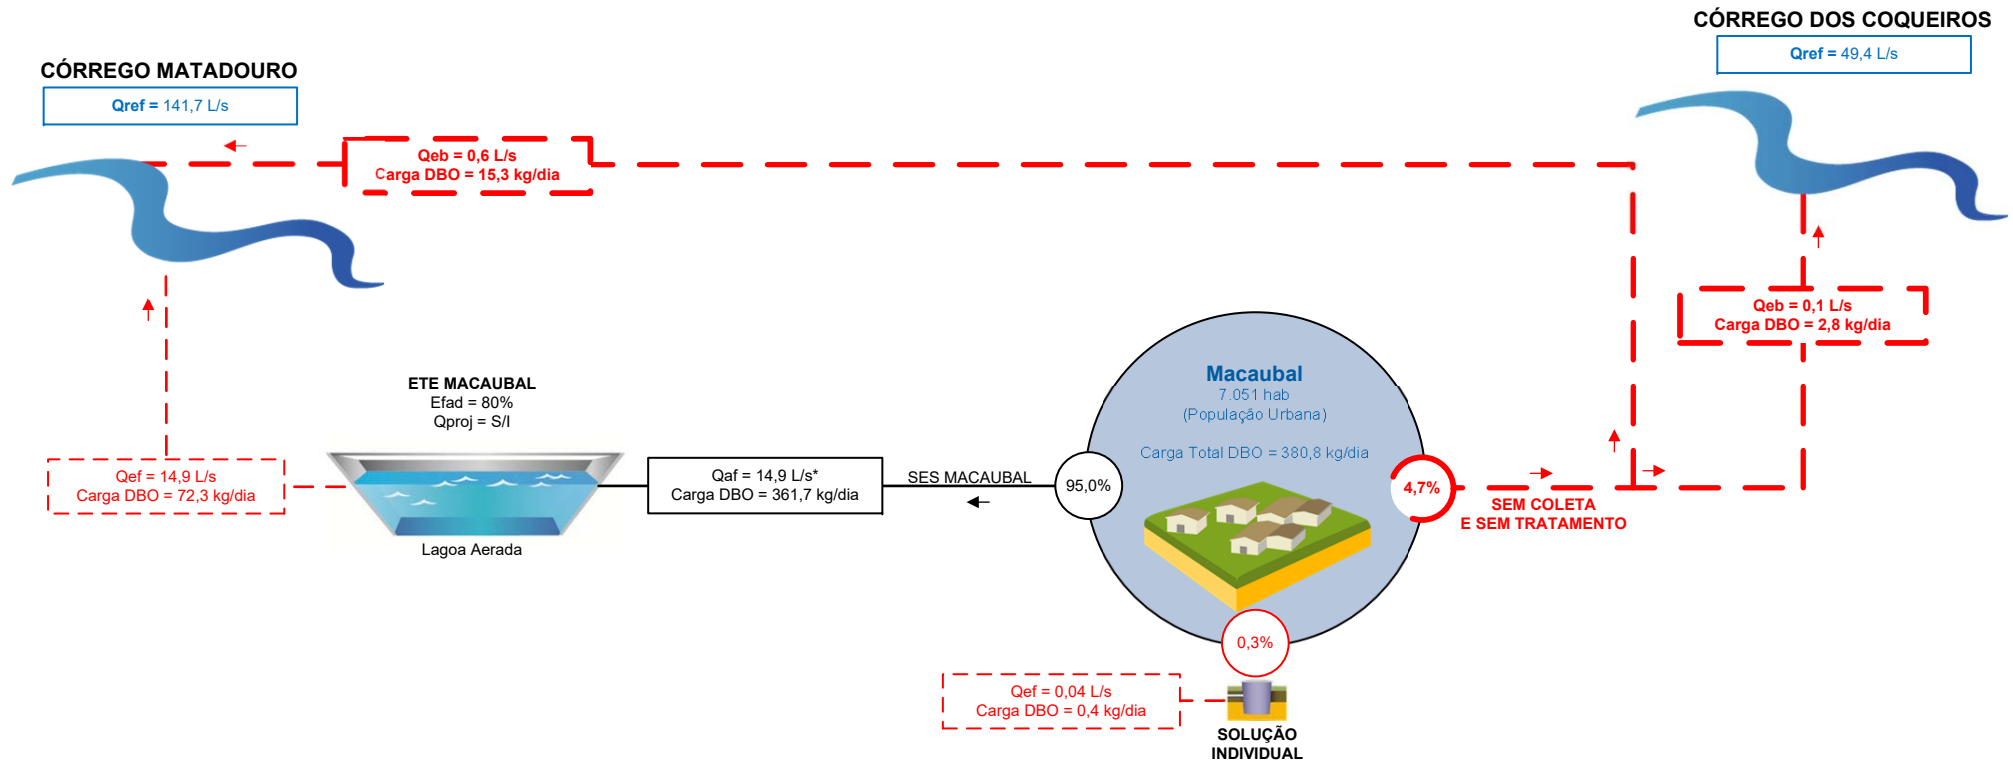 CÓRREGO DOS COQUEIROS
Qref = 49,4 L/s
CÓRREGO MATADOURO
Qref = 141,7 L/s
Qeb = 0,6 L/s
Carga DBO = 15,3 kg/dia
Qeb = 0,1 L/s
Carga DBO = 2,8 kg/dia
Macaubal
7.051 hab
(População Urbana)
Carga Total DBO = 380,8 kg/dia
ETE MACAUBAL
Efad = 80%
Qproj = S/I
Qef = 14,9 L/s
Carga DBO = 72,3 kg/dia
Qaf = 14,9 L/s*
Carga DBO = 361,7 kg/dia
SES MACAUBAL
95,0%
4,7%
SEM COLETA
E SEM TRATAMENTO
Lagoa Aerada
0,3%
Qef = 0,04 L/s
Carga DBO = 0,4 kg/dia
SOLUÇÃO
INDIVIDUAL